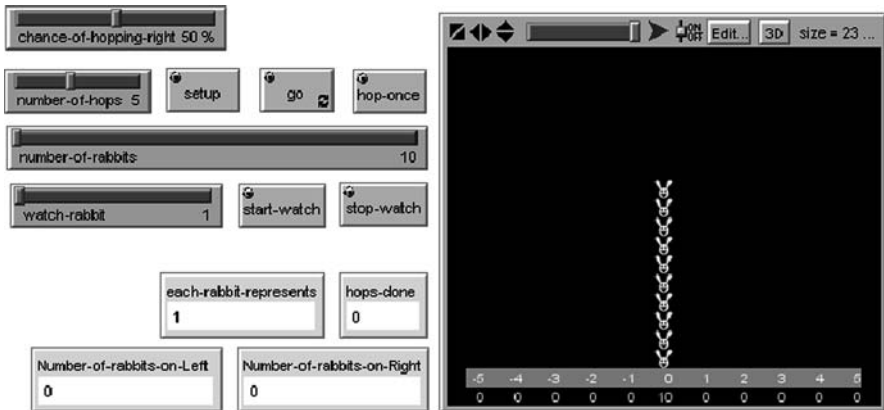 chance-of-hopping-right 50 %
number-of-hops 5
setup
go
hop-once
number-of-rabbits 10
watch-rabbit 1
start-watch
stop-watch
each-rabbit-represents
1
hops-done
0
Number-of-rabbits-on-Left
0
Number-of-rabbits-on-Right
0
ON
OFF
Edit...
3D
size = 23 ...
-5 -4 -3 -2 -1 0 1 2 3 4 5
0 0 0 0 0 10 0 0 0 0 0